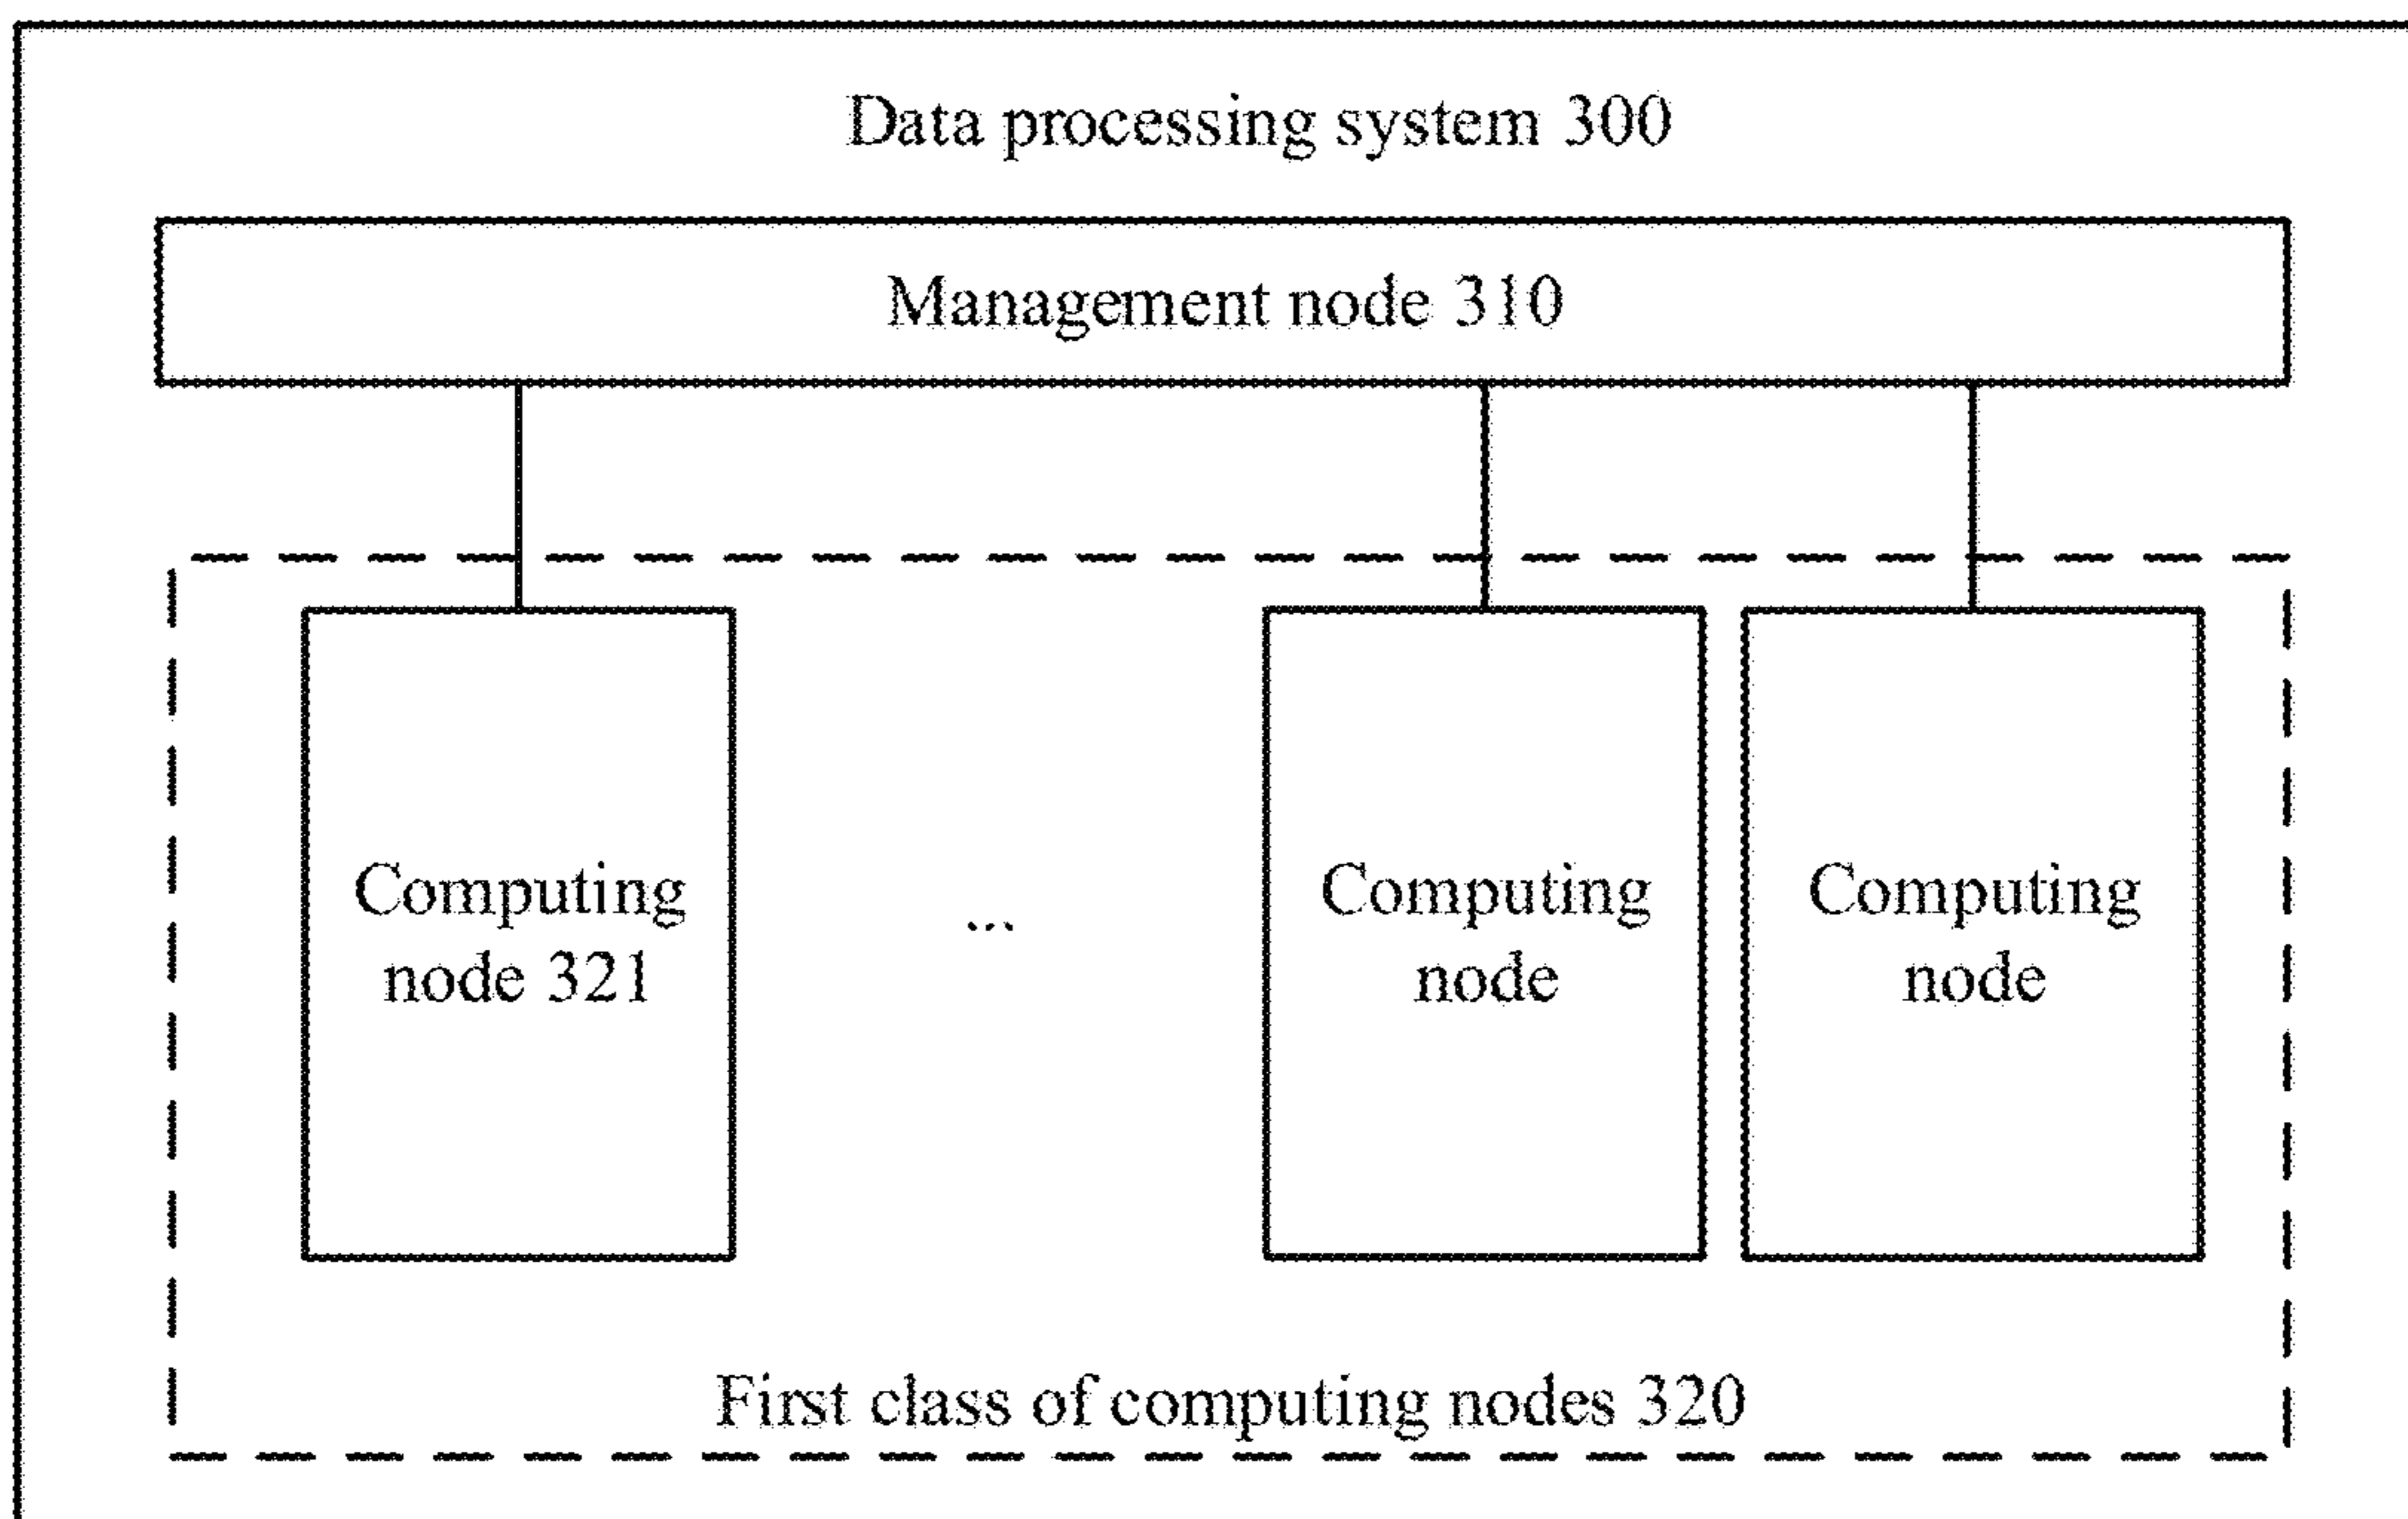 Data processing system 300
Management node 310
Computing
node 321
...
Computing
node
Computing
node
First class of computing nodes 320